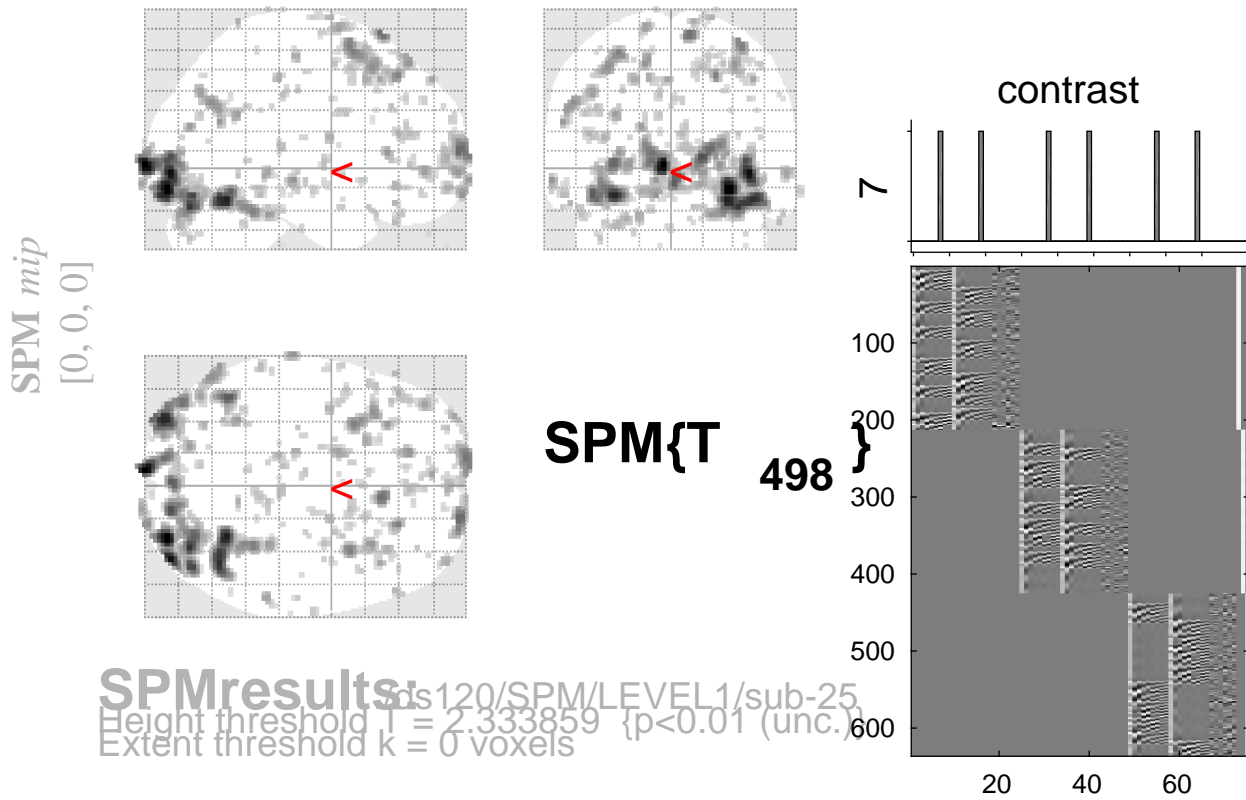 contrast
7
<
<
SPM mip
[0, 0, 0]
<
SPM{T 498 }
100
200
300
400
500
600
20 40 60
SPMresults: /ds120/SPM/LEVEL1/sub-25
Height threshold T = 2.333859 {p<0.01 (unc.)}
Extent threshold k = 0 voxels